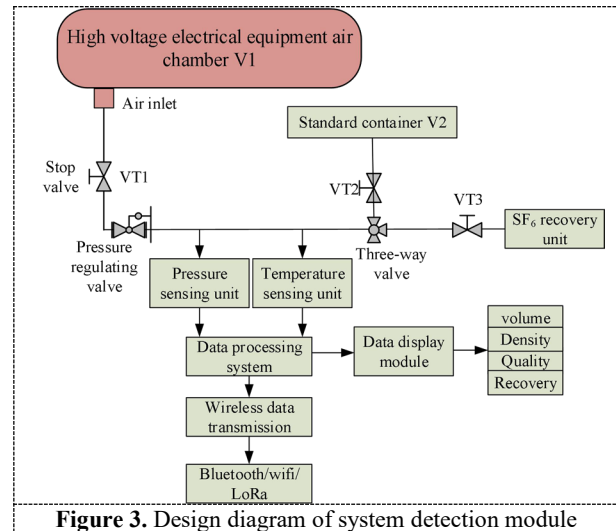 High voltage electrical equipment air
chamber V1
Air inlet
Standard container V2
Stop
valve
VT1
VT2
VT3
SF₆ recovery
unit
Pressure
regulating
valve
Three-way
valve
Pressure
sensing unit
Temperature
sensing unit
Data processing
system
Data display
module
volume
Density
Quality
Recovery
Wireless data
transmission
Bluetooth/wifi/
LoRa
Figure 3. Design diagram of system detection module